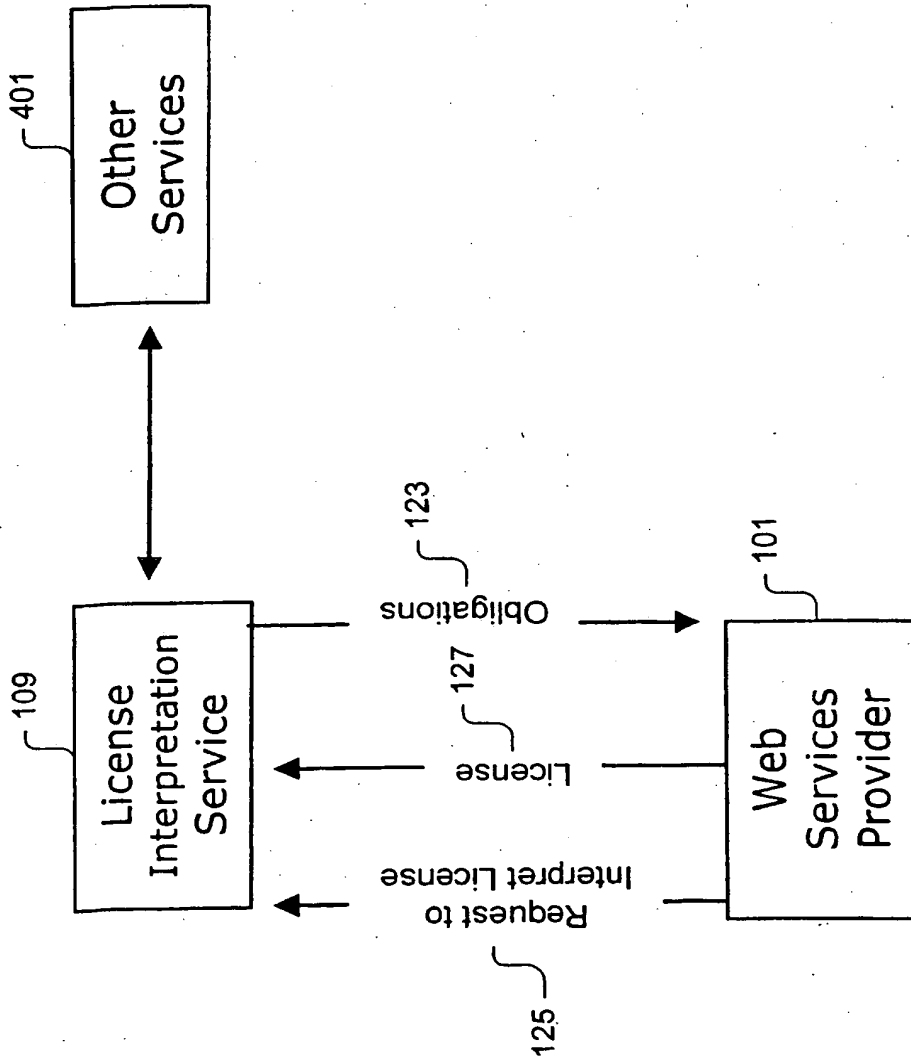 109
License
Interpretation
Service
401
Other
Services
Obligations
123
License
127
Request to
Interpret License
125
101
Web
Services
Provider